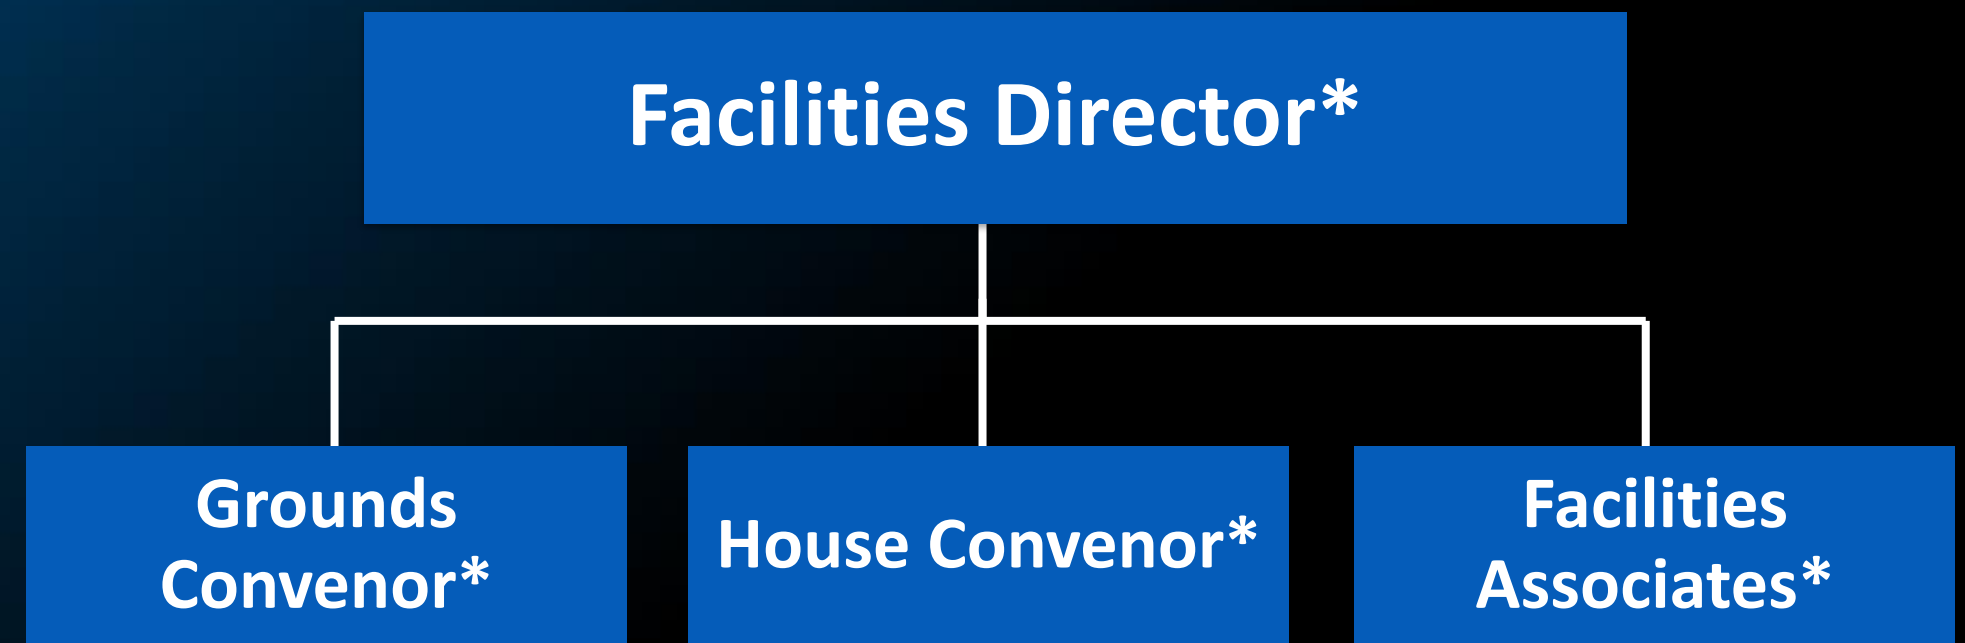 Facilities Director*
Grounds
Convenor*
House Convenor*
Facilities
Associates*